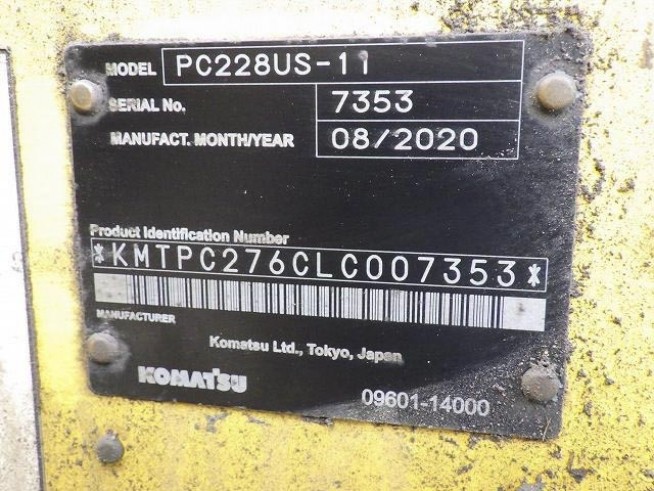 MODEL PC228US-11
SERIAL No. 7353
MANUFACT. MONTH/YEAR 08/2020
Product Identification Number
*KMTPC276CLC007353*
MANUFACTURER
Komatsu Ltd., Tokyo, Japan
KOMATSU
09601-14000